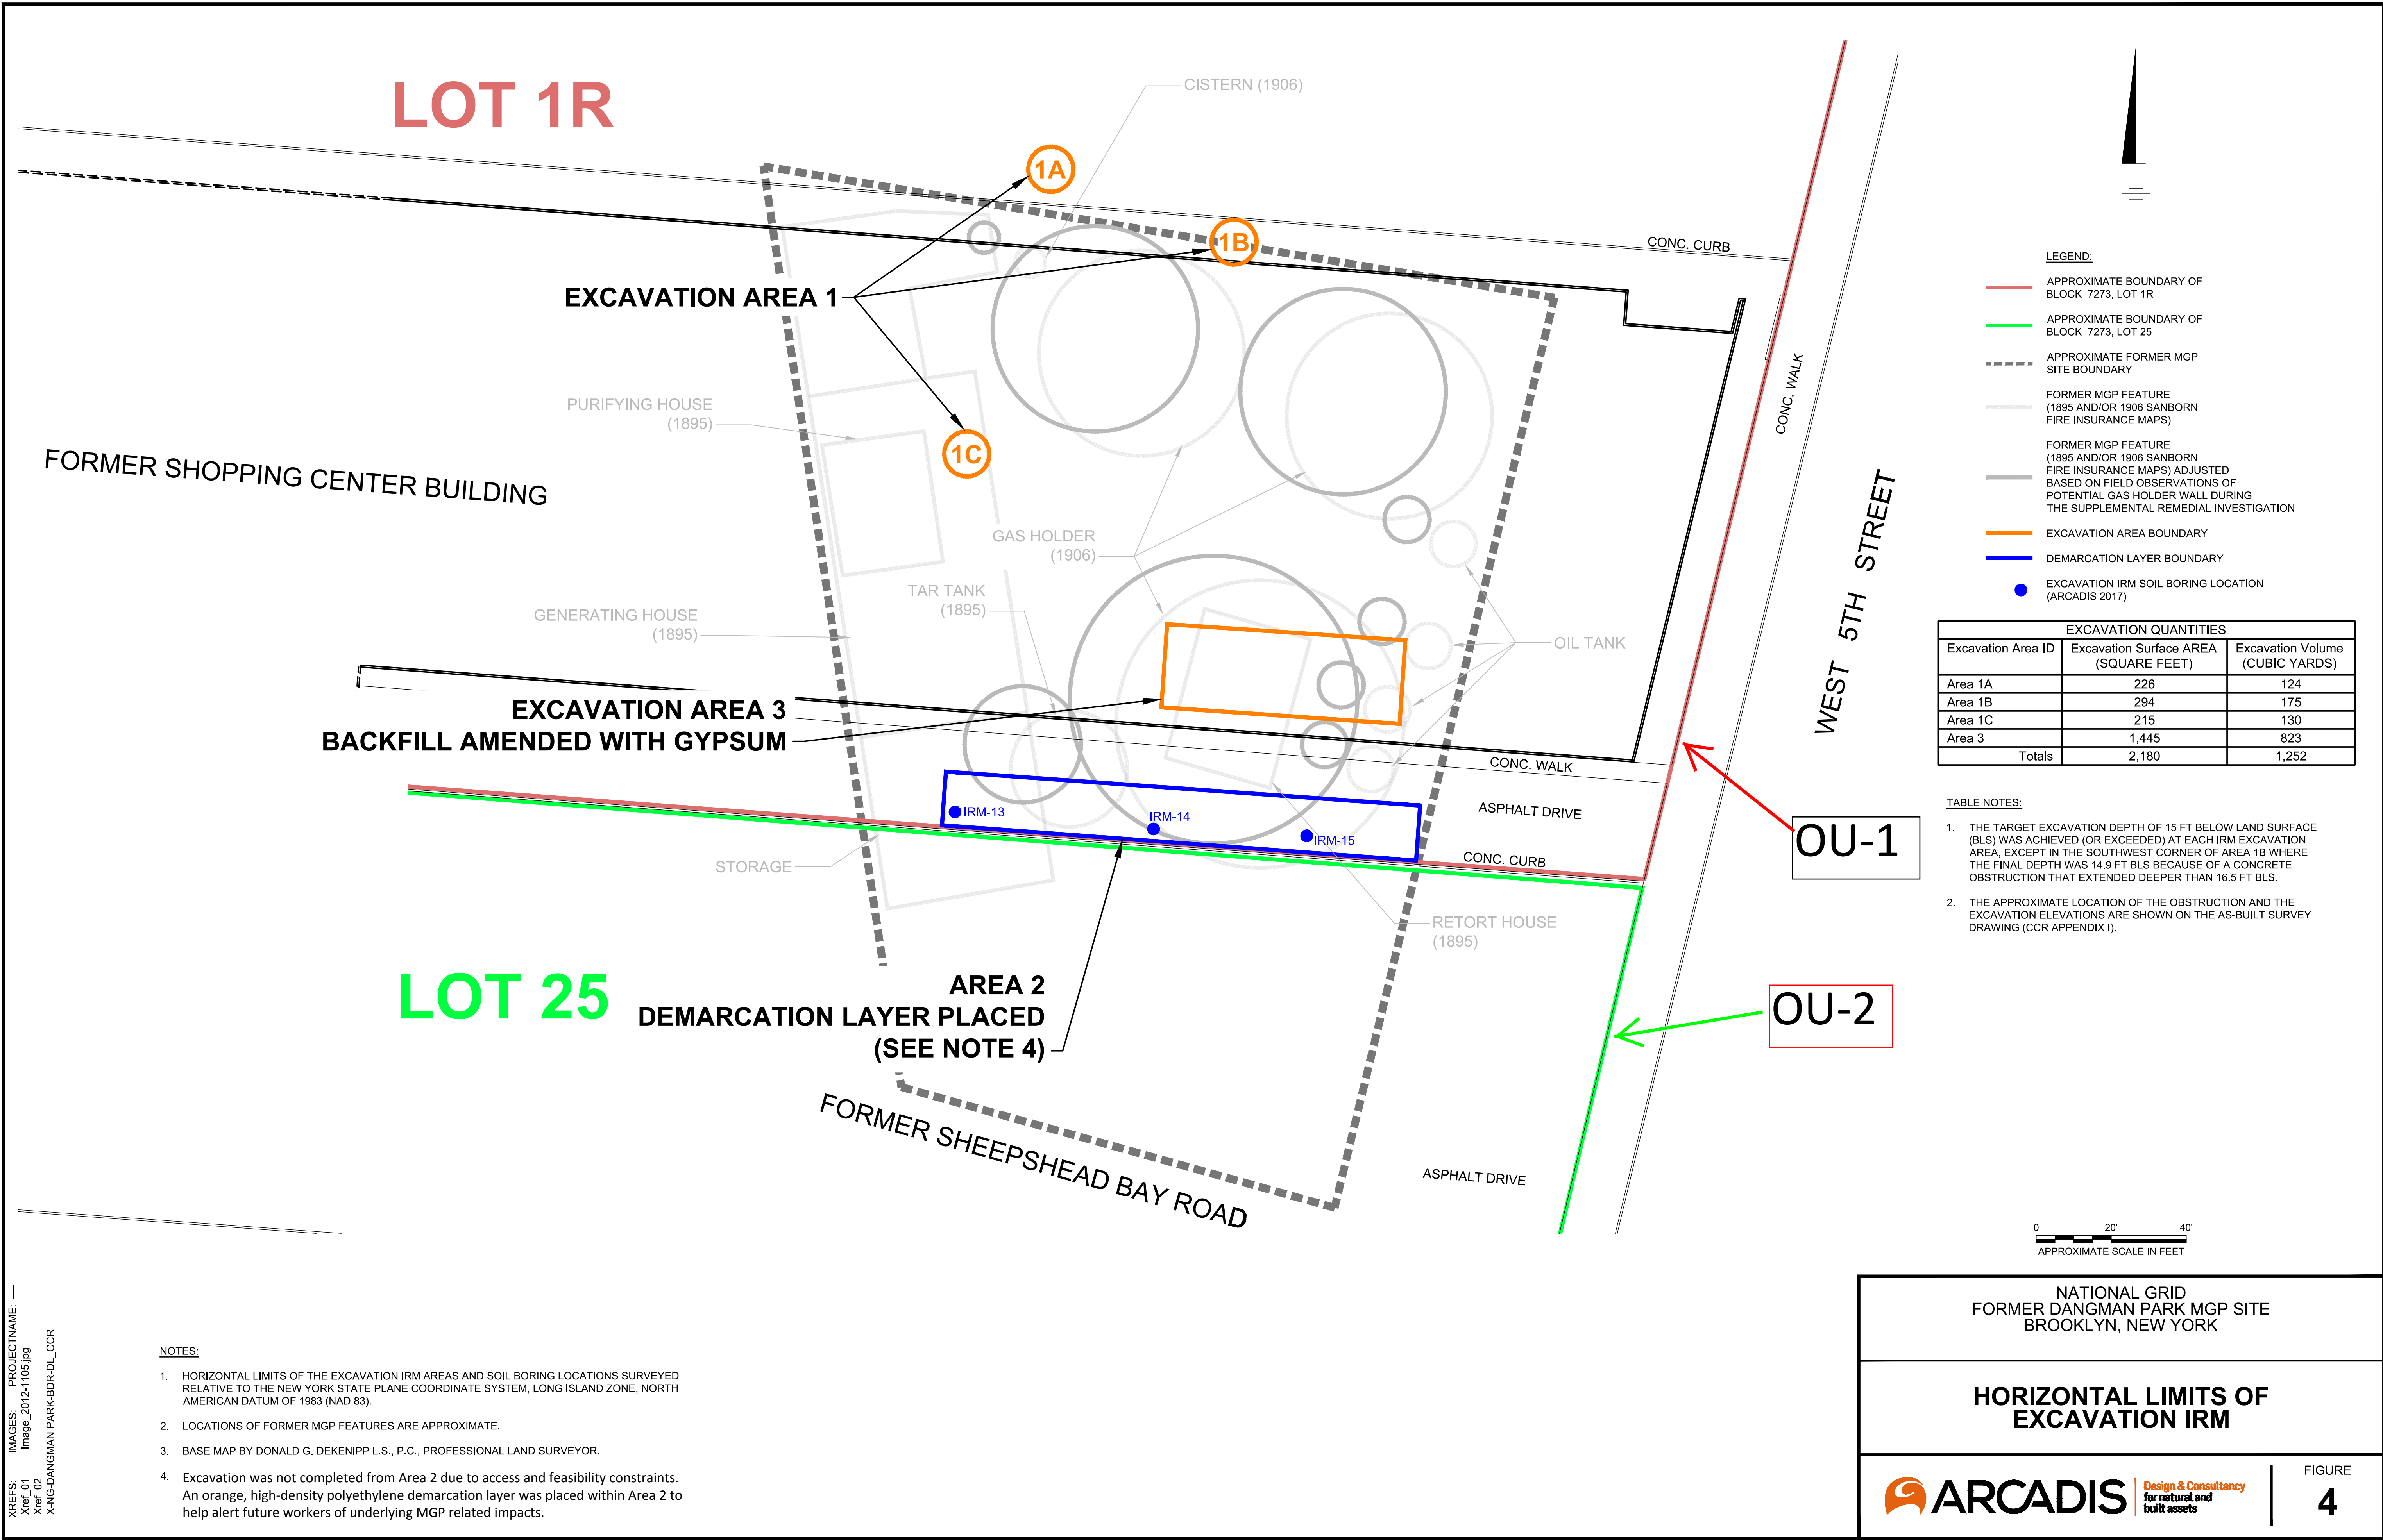 LOT 1R
CISTERN (1906)
1A
1B
CONC. CURB
EXCAVATION AREA 1
CONC. WALK
PURIFYING HOUSE
(1895)
1C
FORMER SHOPPING CENTER BUILDING
GAS HOLDER
(1906)
TAR TANK
(1895)
GENERATING HOUSE
(1895)
OIL TANK
WEST 5TH STREET
EXCAVATION AREA 3
BACKFILL AMENDED WITH GYPSUM
CONC. WALK
ASPHALT DRIVE
IRM-13
IRM-14
IRM-15
CONC. CURB
STORAGE
RETORT HOUSE
(1895)
OU-1
LOT 25
AREA 2
DEMARCATION LAYER PLACED
(SEE NOTE 4)
OU-2
FORMER SHEEPSHEAD BAY ROAD
ASPHALT DRIVE
LEGEND:
APPROXIMATE BOUNDARY OF
BLOCK 7273, LOT 1R
APPROXIMATE BOUNDARY OF
BLOCK 7273, LOT 25
APPROXIMATE FORMER MGP
SITE BOUNDARY
FORMER MGP FEATURE
(1895 AND/OR 1906 SANBORN
FIRE INSURANCE MAPS)
FORMER MGP FEATURE
(1895 AND/OR 1906 SANBORN
FIRE INSURANCE MAPS) ADJUSTED
BASED ON FIELD OBSERVATIONS OF
POTENTIAL GAS HOLDER WALL DURING
THE SUPPLEMENTAL REMEDIAL INVESTIGATION
EXCAVATION AREA BOUNDARY
DEMARCATION LAYER BOUNDARY
EXCAVATION IRM SOIL BORING LOCATION
(ARCADIS 2017)
EXCAVATION QUANTITIES
Excavation Area ID Excavation Surface AREA Excavation Volume
(SQUARE FEET) (CUBIC YARDS)
Area 1A 226 124
Area 1B 294 175
Area 1C 215 130
Area 3 1,445 823
Totals 2,180 1,252
TABLE NOTES:
1. THE TARGET EXCAVATION DEPTH OF 15 FT BELOW LAND SURFACE
(BLS) WAS ACHIEVED (OR EXCEEDED) AT EACH IRM EXCAVATION
AREA, EXCEPT IN THE SOUTHWEST CORNER OF AREA 1B WHERE
THE FINAL DEPTH WAS 14.9 FT BLS BECAUSE OF A CONCRETE
OBSTRUCTION THAT EXTENDED DEEPER THAN 16.5 FT BLS.
2. THE APPROXIMATE LOCATION OF THE OBSTRUCTION AND THE
EXCAVATION ELEVATIONS ARE SHOWN ON THE AS-BUILT SURVEY
DRAWING (CCR APPENDIX I).
0 20' 40'
APPROXIMATE SCALE IN FEET
XREFS: IMAGES: PROJECTNAME: ----
Xref_01 Image_2012-1105.jpg
Xref_02
X-NG-DANGMAN PARK-BDR-DL_CCR
NOTES:
1. HORIZONTAL LIMITS OF THE EXCAVATION IRM AREAS AND SOIL BORING LOCATIONS SURVEYED
RELATIVE TO THE NEW YORK STATE PLANE COORDINATE SYSTEM, LONG ISLAND ZONE, NORTH
AMERICAN DATUM OF 1983 (NAD 83).
2. LOCATIONS OF FORMER MGP FEATURES ARE APPROXIMATE.
3. BASE MAP BY DONALD G. DEKENIPP L.S., P.C., PROFESSIONAL LAND SURVEYOR.
4. Excavation was not completed from Area 2 due to access and feasibility constraints.
An orange, high-density polyethylene demarcation layer was placed within Area 2 to
help alert future workers of underlying MGP related impacts.
NATIONAL GRID
FORMER DANGMAN PARK MGP SITE
BROOKLYN, NEW YORK
HORIZONTAL LIMITS OF
EXCAVATION IRM
ARCADIS
Design & Consultancy
for natural and
built assets
FIGURE
4